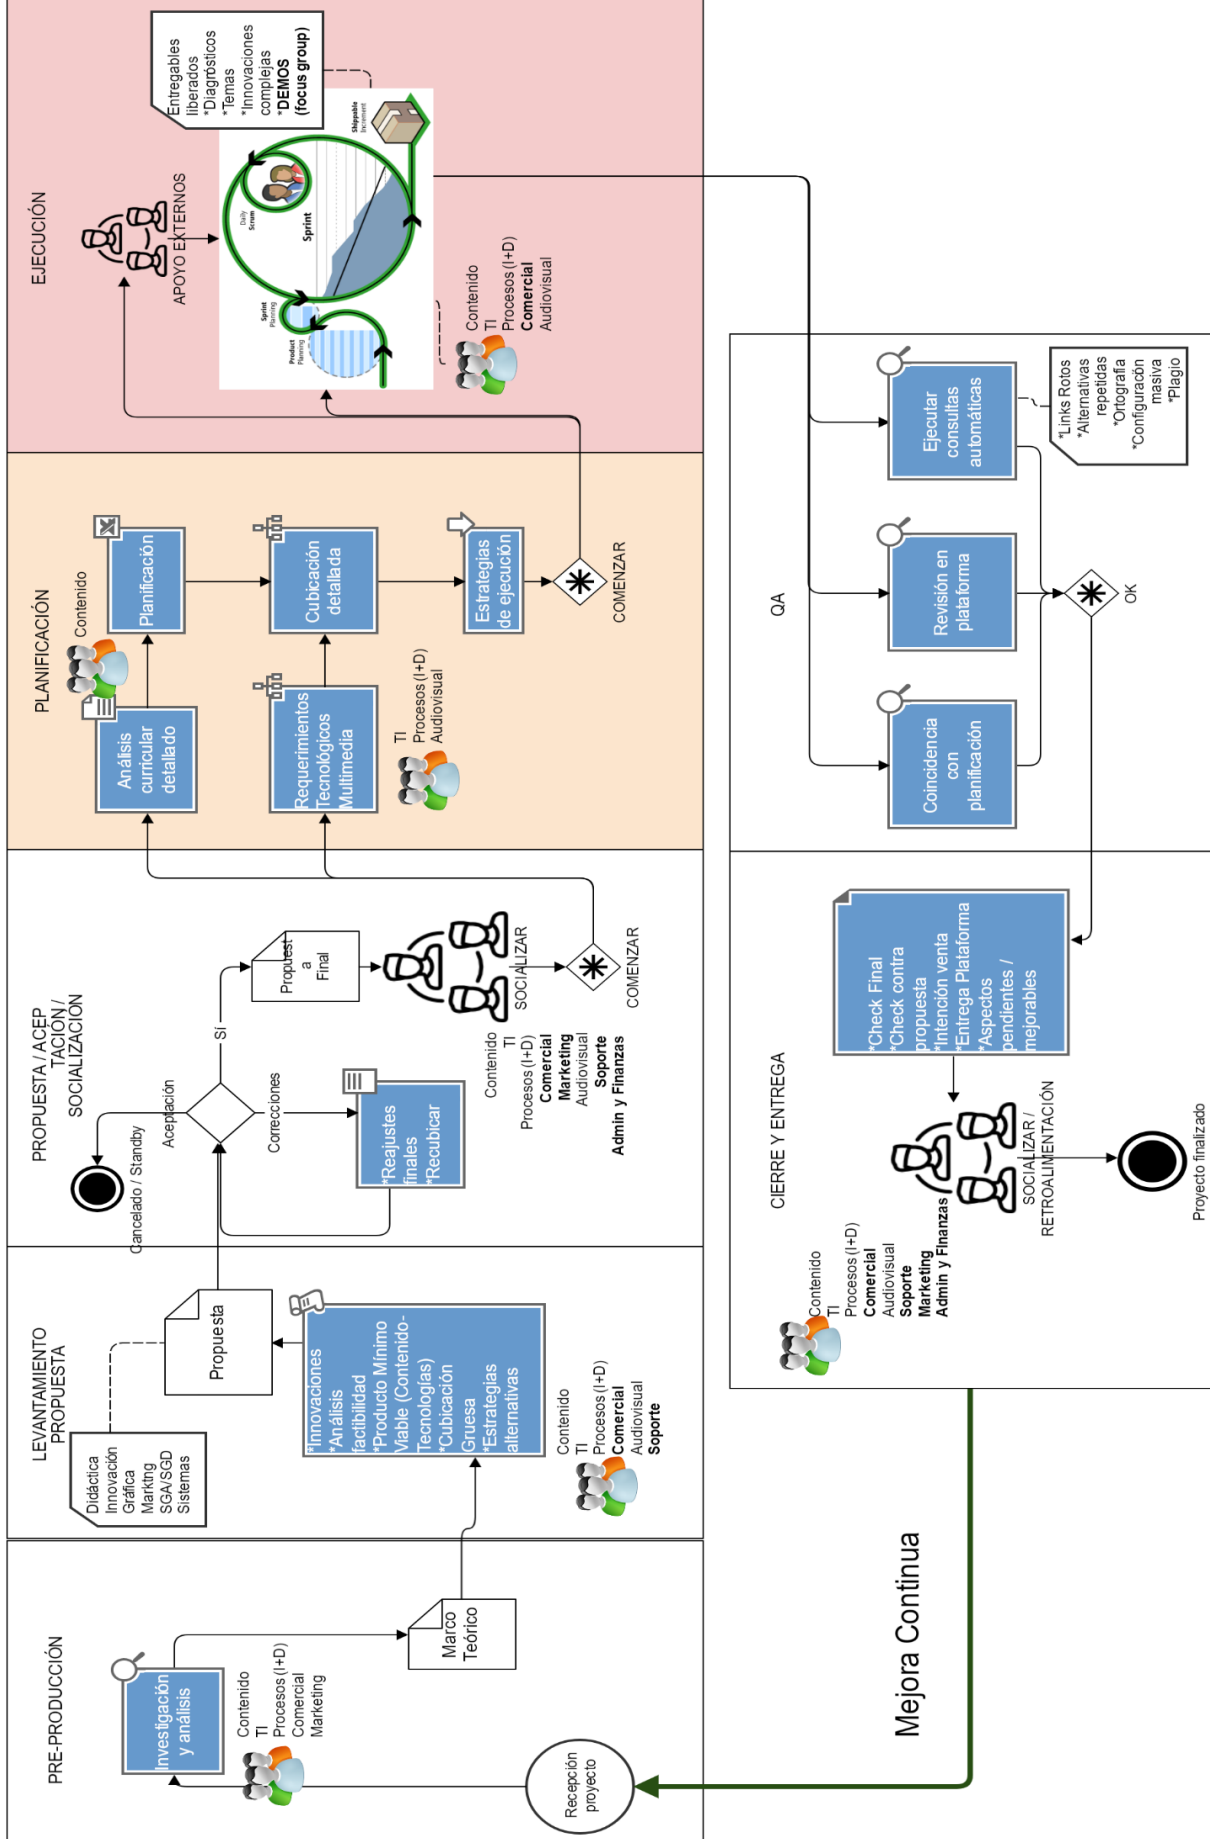 PRE-PRODUCCIÓN
Investigación
y análisis
Contenido
TI
Procesos (I+D)
Comercial
Marketing
Recepción
proyecto
Marco
Teórico
LEVANTAMIENTO
PROPUESTA
Didáctica
Innovación
Gráfica
Marktng
SGA/SGD
Sistemas
Propuesta
*Innovaciones
*Análisis
factibilidad
*Producto Mínimo
Viable (Contenido-
Tecnologías)
*Cubicación
Gruesa
*Estrategias
alternativas
Contenido
TI
Procesos (I+D)
Comercial
Audiovisual
Soporte
PROPUESTA / ACEP
TACIÓN /
SOCIALIZACIÓN
Cancelado / Standby
Aceptación
Sí
Correcciones
*Reajustes
finales
*Recubicar
Propuest
a
Final
SOCIALIZAR
Contenido
TI
Procesos (I+D)
Comercial
Marketing
Audiovisual
Soporte
Admin y Finanzas
COMENZAR
PLANIFICACIÓN
Análisis
curricular
detallado
Contenido
Planificación
Requerimientos
Tecnológicos
Multimedia
TI
Procesos (I+D)
Audiovisual
Cubicación
detallada
Estrategias
de ejecución
COMENZAR
EJECUCIÓN
APOYO EXTERNOS
Entregables
liberados
*Diagrósticos
*Temas
*Innovaciones
complejas
*DEMOS
(focus group)
Product
Planning
Sprint
Planning
Daily
Scrum
Sprint
Shippable
Increment
Contenido
TI
Procesos (I+D)
Comercial
Audiovisual
QA
Coincidencia
con
planificación
Revisión en
plataforma
Ejecutar
consultas
automáticas
*Links Rotos
*Alternativas
repetidas
*Ortografía
*Configuración
masiva
*Plagio
OK
CIERRE Y ENTREGA
*Check Final
*Check contra
propuesta
*Intención venta
*Entrega Plataforma
*Aspectos
pendientes /
mejorables
Contenido
TI
Procesos (I+D)
Comercial
Audiovisual
Soporte
Marketing
Admin y Finanzas
SOCIALIZAR /
RETROALIMENTACIÓN
Proyecto finalizado
Mejora Continua